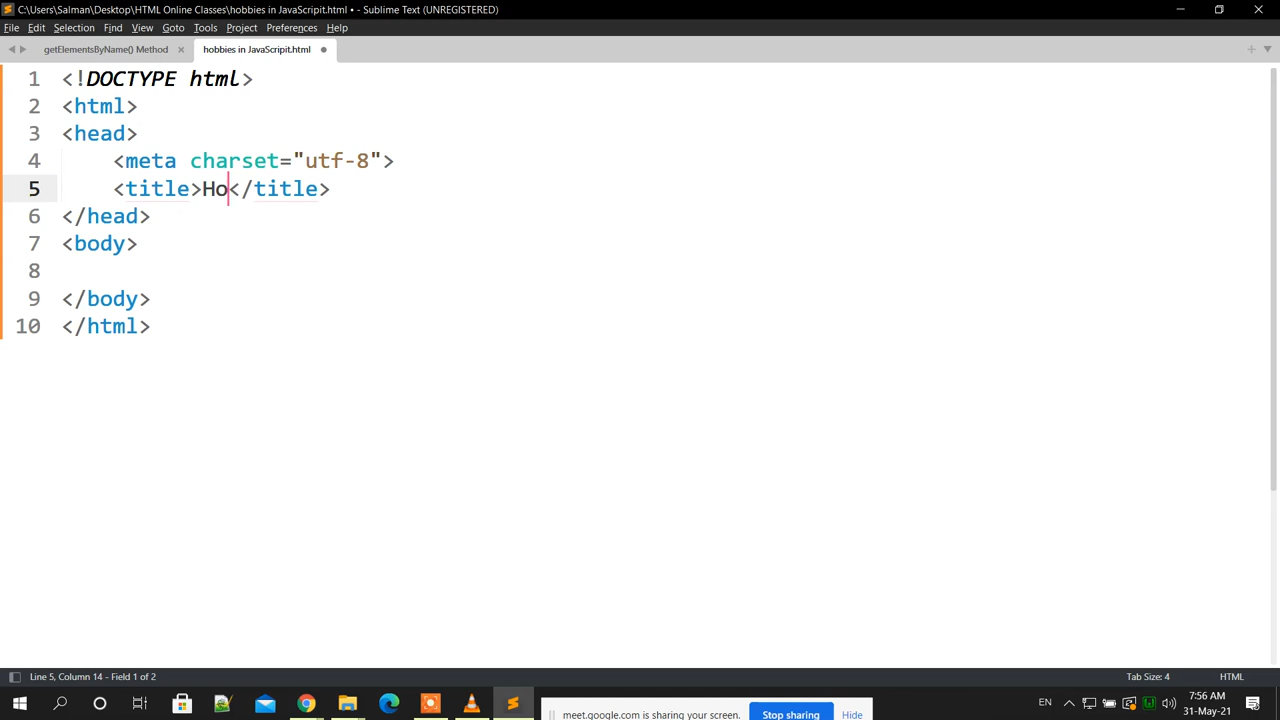 C:\Users\Salman\Desktop\HTML Online Classes\hobbies in JavaScripit.html • - Sublime Text (UNREGISTERED)
File Edit Selection Find View Goto Tools Project Preferences Help
getElementsByName() Method hobbies in JavaScripit.html
1 <!DOCTYPE html>
2 <html>
3 <head>
4 <meta charset="utf-8">
5 <title>Ho</title>
6 </head>
7 <body>
8
9 </body>
10 </html>
Line 5, Column 14 - Field 1 of 2 Tab Size: 4 HTML
meet.google.com is sharing your screen. Stop sharing Hide
EN
7:56 AM
31-May-21